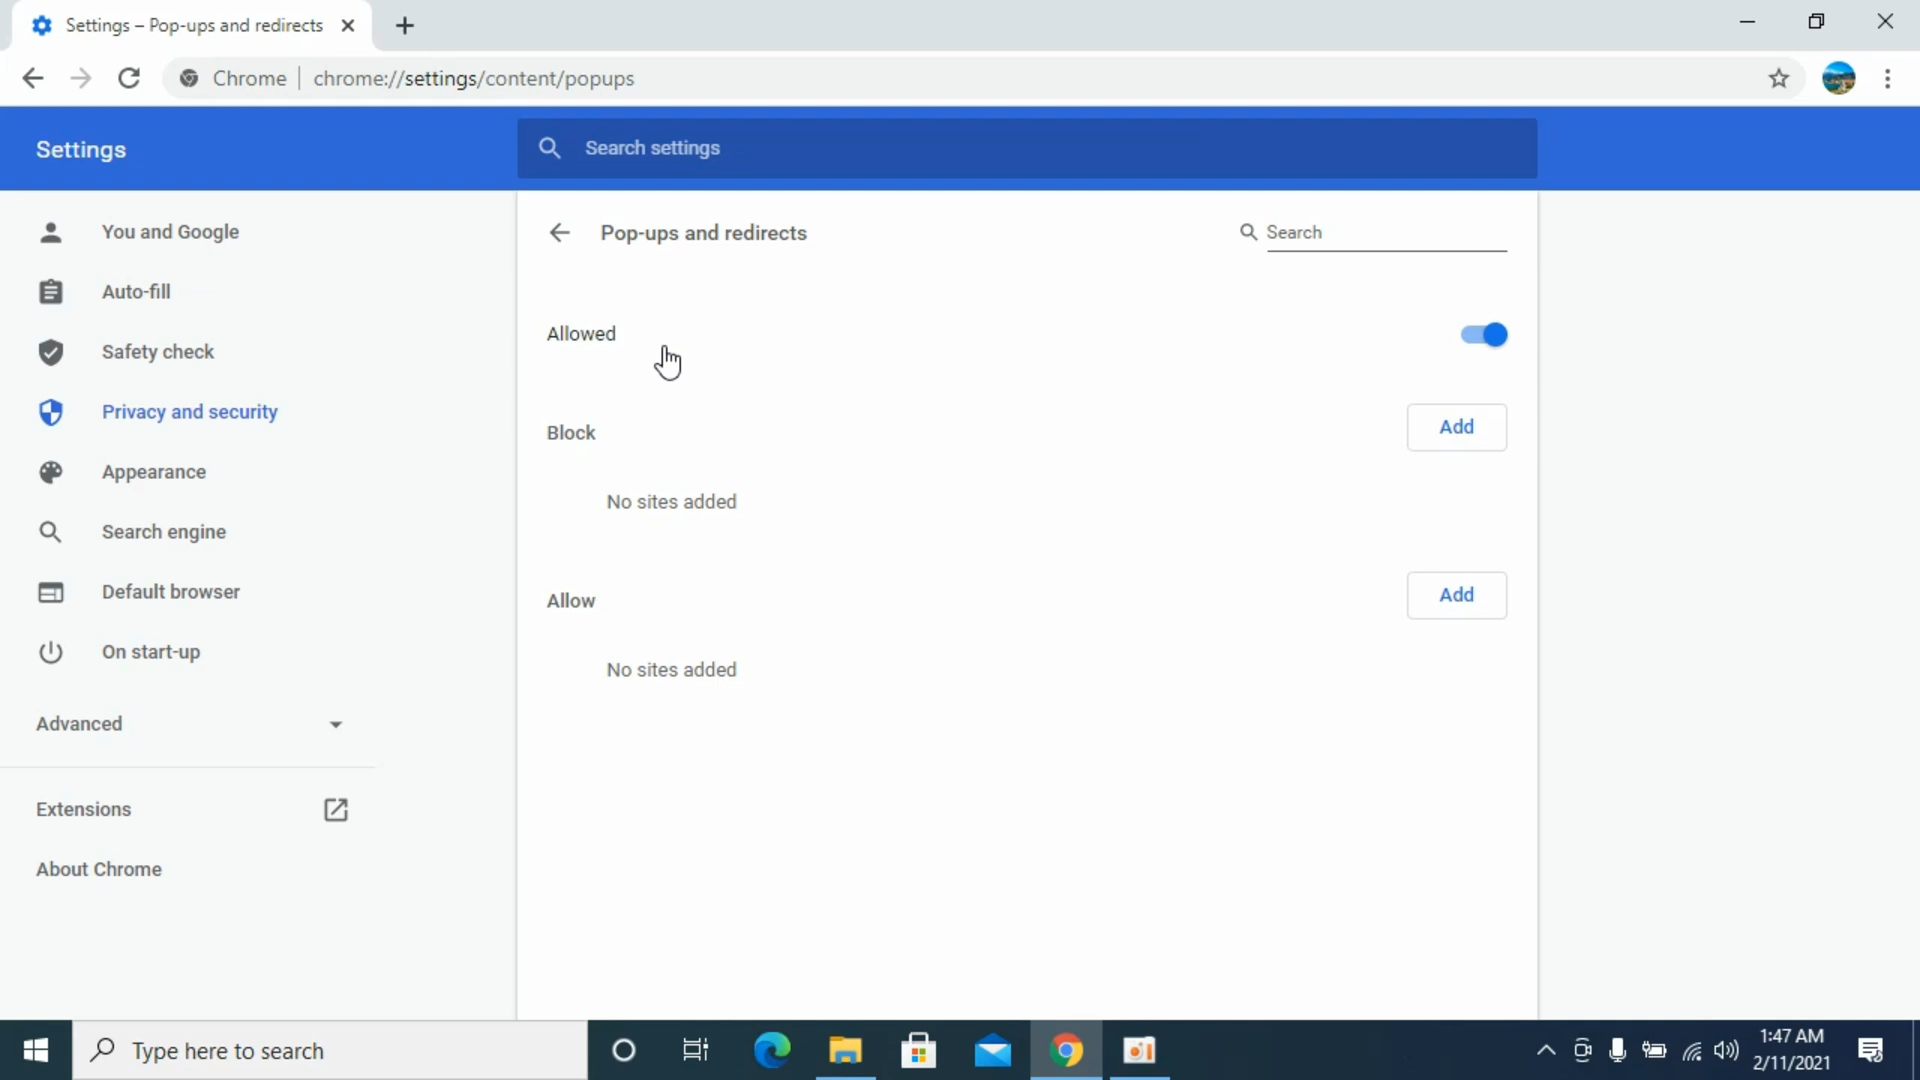 Settings – Pop-ups and redirects
Chrome
chrome://settings/content/popups
Settings
Search settings
You and Google
Auto-fill
Safety check
Privacy and security
Appearance
Search engine
Default browser
On start-up
Advanced
Extensions
About Chrome
Pop-ups and redirects
Search
Allowed
Block
Add
No sites added
Allow
Add
No sites added
Type here to search
1:47 AM
2/11/2021